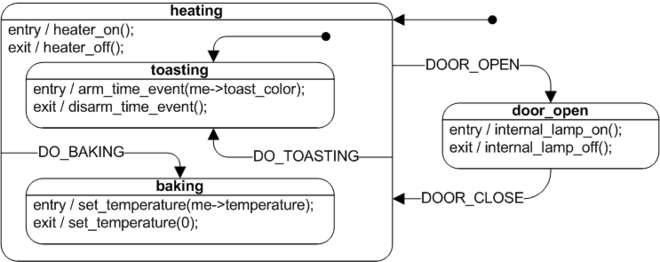 heating
entry / heater_on();
exit / heater_off();
toasting
entry / arm_time_event(me->toast_color);
exit / disarm_time_event();
DOOR_OPEN
door_open
entry / internal_lamp_on();
exit / internal_lamp_off();
DO_BAKING
DO_TOASTING
baking
entry / set_temperature(me->temperature);
exit / set_temperature(0);
DOOR_CLOSE